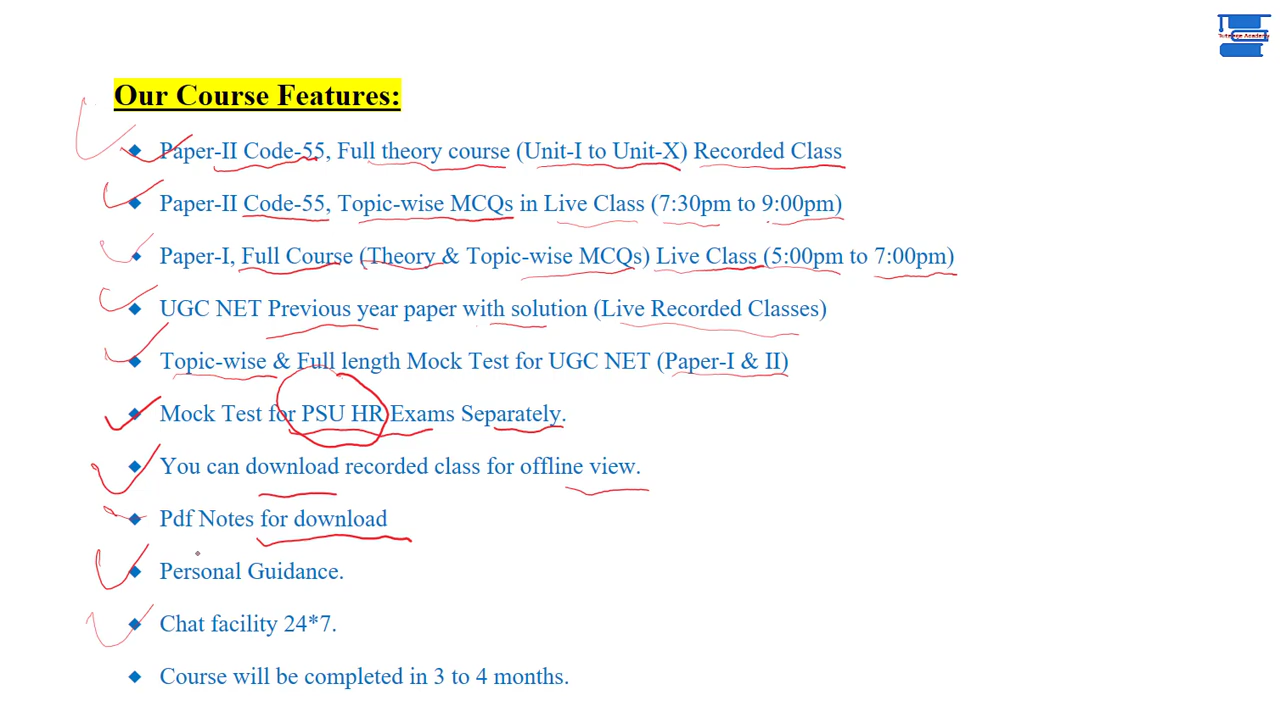 Tutelage Academy
Our Course Features:
Paper-II Code-55, Full theory course (Unit-I to Unit-X) Recorded Class
Paper-II Code-55, Topic-wise MCQs in Live Class (7:30pm to 9:00pm)
Paper-I, Full Course (Theory & Topic-wise MCQs) Live Class (5:00pm to 7:00pm)
UGC NET Previous year paper with solution (Live Recorded Classes)
Topic-wise & Full length Mock Test for UGC NET (Paper-I & II)
Mock Test for PSU HR Exams Separately.
You can download recorded class for offline view.
Pdf Notes for download
Personal Guidance.
Chat facility 24*7.
Course will be completed in 3 to 4 months.